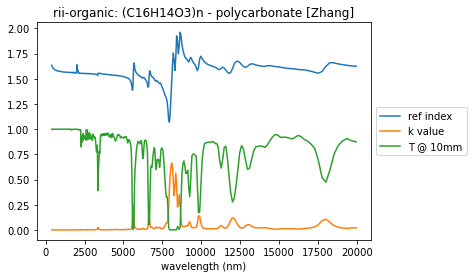 rii-organic: (C16H14O3)n - polycarbonate [Zhang]
2.00
1.75
1.50
1.25
1.00
0.75
0.50
0.25
0.00
ref index
k value
T @ 10mm
0 2500 5000 7500 10000 12500 15000 17500 20000
wavelength (nm)